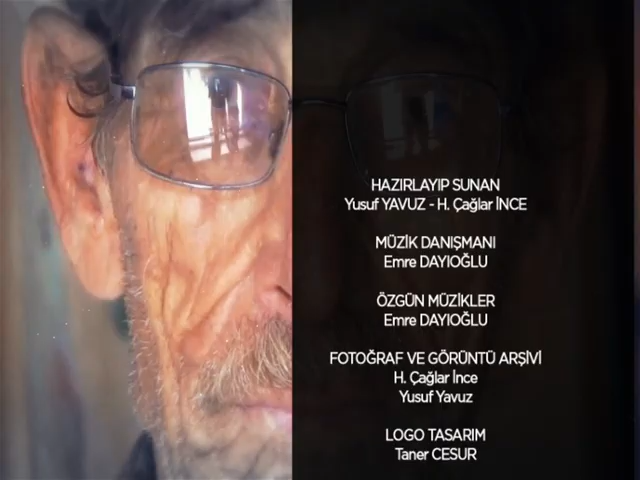 HAZIRLAYIP SUNAN
Yusuf YAVUZ - H. Çağlar İNCE
MÜZİK DANIŞMANI
Emre DAYIOĞLU
ÖZGÜN MÜZİKLER
Emre DAYIOĞLU
FOTOĞRAF VE GÖRÜNTÜ ARŞİVİ
H. Çağlar İnce
Yusuf Yavuz
LOGO TASARIM
Taner CESUR